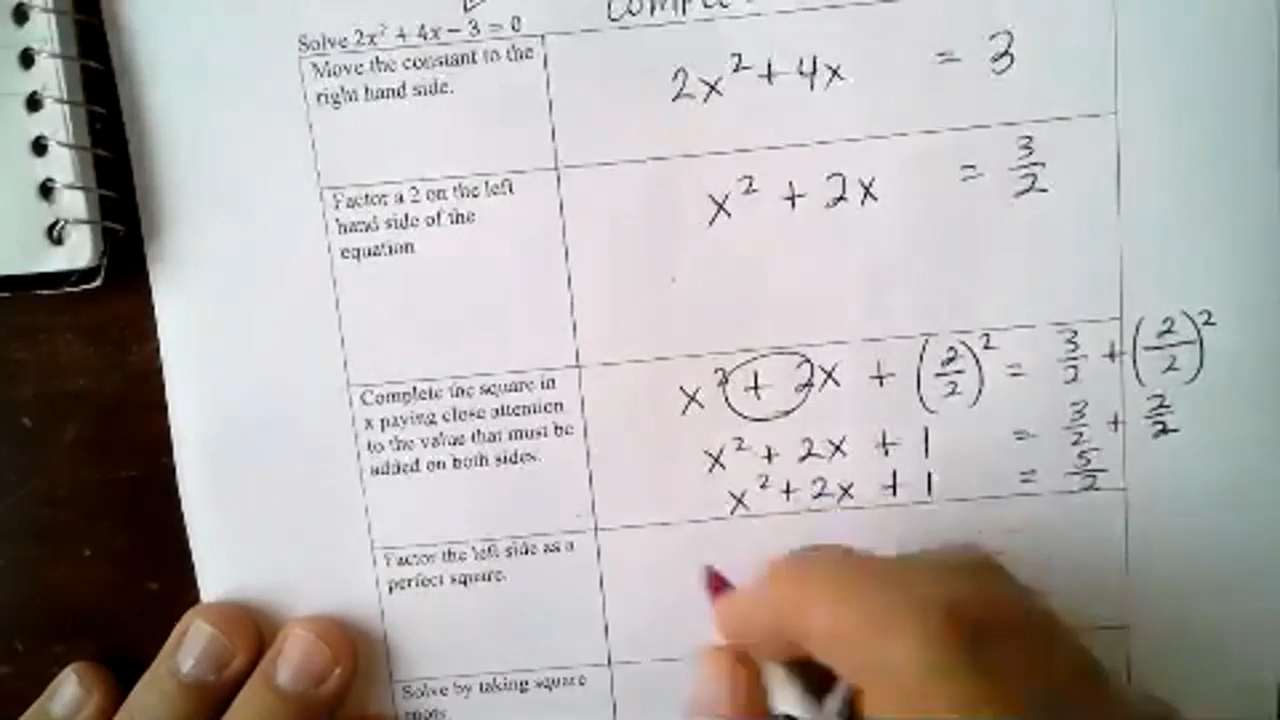 Solve 2x² + 4x − 3 = 0
Move the constant to the
right hand side.
2x² + 4x = 3
Factor a 2 on the left
hand side of the
equation
x² + 2x = 3/2
Complete the square in
x paying close attention
to the value that must be
added on both sides.
x² + 2x + (2/2)² = 3/2 + (2/2)²
x² + 2x + 1 = 3/2 + 2/2
x² + 2x + 1 = 5/2
Factor the left side as a
perfect square.
Solve by taking square
roots